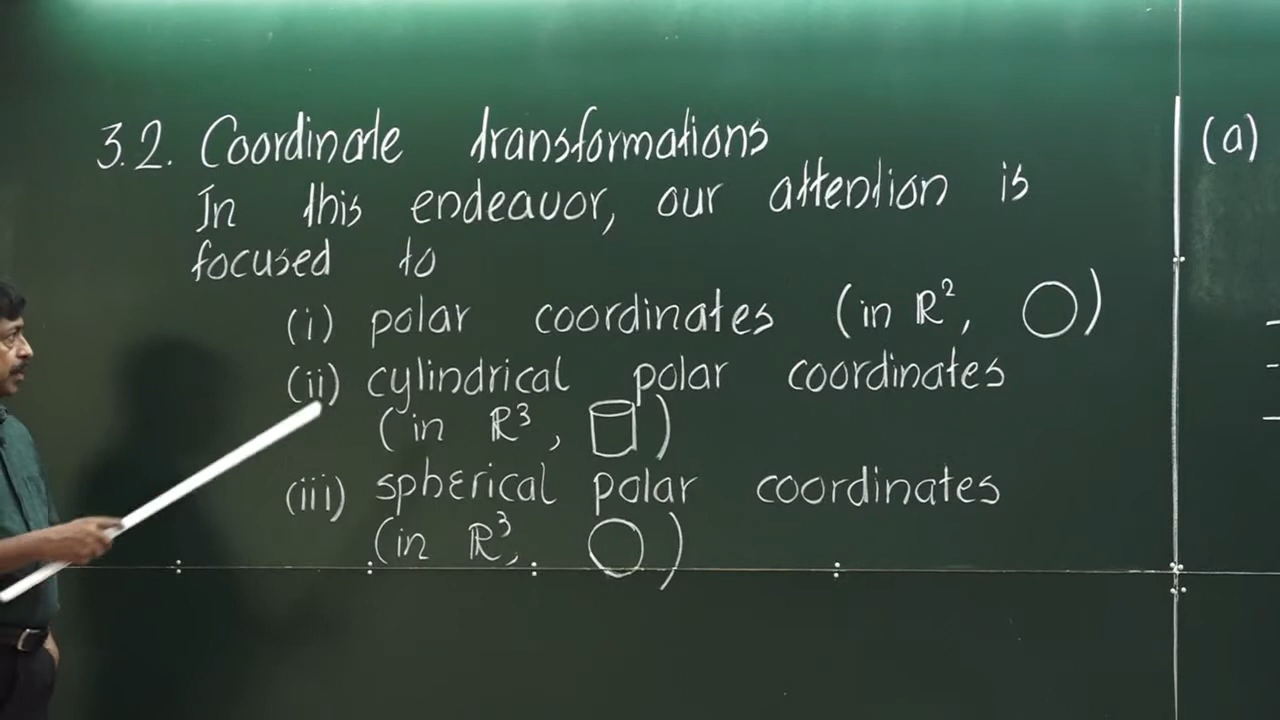 3.2. Coordinate transformations
In this endeavor, our attention is
focused to
(i) polar coordinates (in ℝ², ◯)
(ii) cylindrical polar coordinates
(in ℝ³, )
(iii) spherical polar coordinates
(in ℝ³, ◯)
(a)